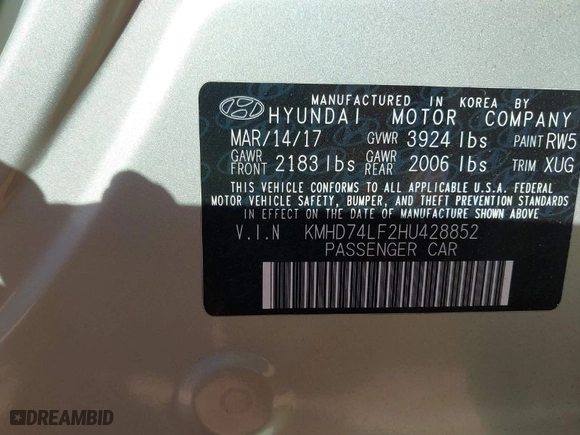 MANUFACTURED IN KOREA BY
HYUNDAI MOTOR COMPANY
MAR/14/17 GVWR 3924 lbs PAINT RW5
GAWR FRONT 2183 lbs GAWR REAR 2006 lbs TRIM XUG
THIS VEHICLE CONFORMS TO ALL APPLICABLE U.S.A. FEDERAL
MOTOR VEHICLE SAFETY, BUMPER, AND THEFT PREVENTION STANDARDS
IN EFFECT ON THE DATE OF MANUFACTURE SHOWN ABOVE
V.I.N KMHD74LF2HU428852
PASSENGER CAR
DREAMBID